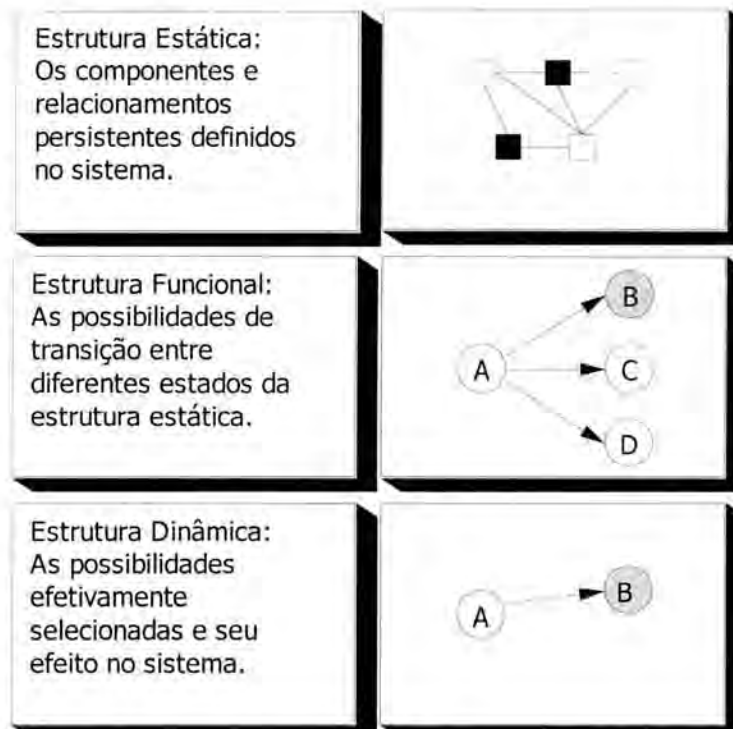 Estrutura Estática:
Os componentes e
relacionamentos
persistentes definidos
no sistema.
Estrutura Funcional:
As possibilidades de
transição entre
diferentes estados da
estrutura estática.
B
A
C
D
Estrutura Dinâmica:
As possibilidades
efetivamente
selecionadas e seu
efeito no sistema.
B
A